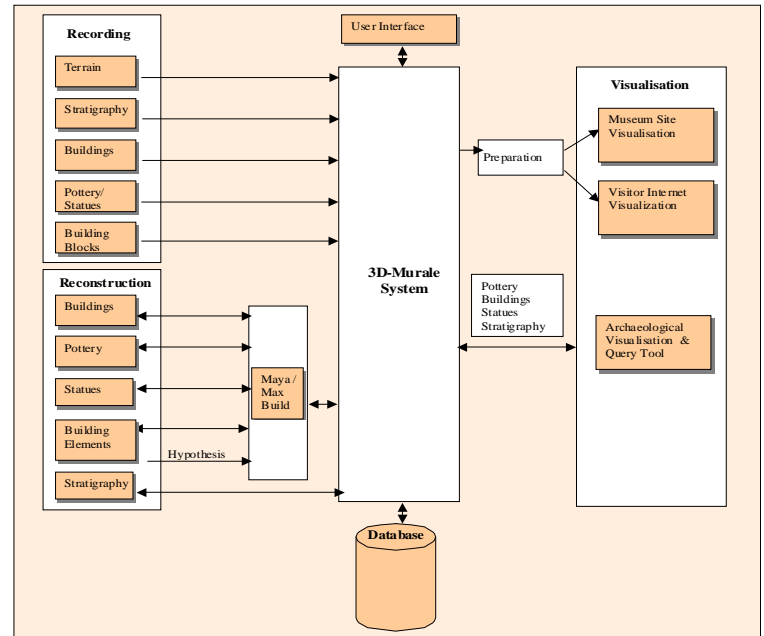 Recording
Terrain
Stratigraphy
Buildings
Pottery/
Statues
Building
Blocks
Reconstruction
Buildings
Pottery
Statues
Building
Elements
Hypothesis
Stratigraphy
Maya /
Max
Build
User Interface
3D-Murale
System
Database
Preparation
Pottery
Buildings
Statues
Stratigraphy
Visualisation
Museum Site
Visualisation
Visitor Internet
Visualization
Archaeological
Visualisation &
Query Tool